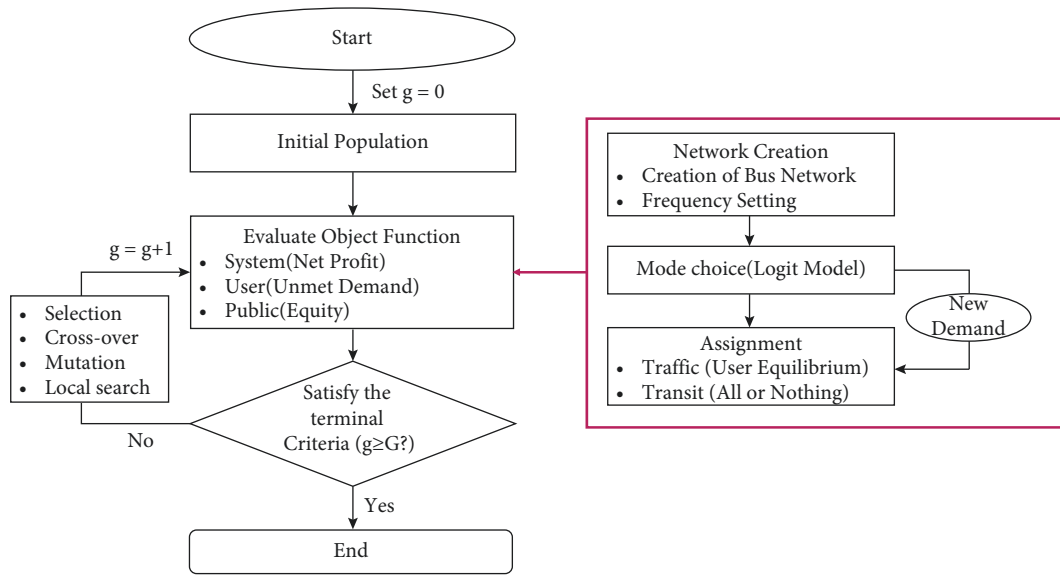 Start
Set g = 0
Initial Population
Evaluate Object Function
• System(Net Profit)
• User(Unmet Demand)
• Public(Equity)
g = g+1
• Selection
• Cross-over
• Mutation
• Local search
Satisfy the
terminal
Criteria (g≥G?)
No
Yes
End
Network Creation
• Creation of Bus Network
• Frequency Setting
Mode choice(Logit Model)
New
Demand
Assignment
• Traffic (User Equilibrium)
• Transit (All or Nothing)